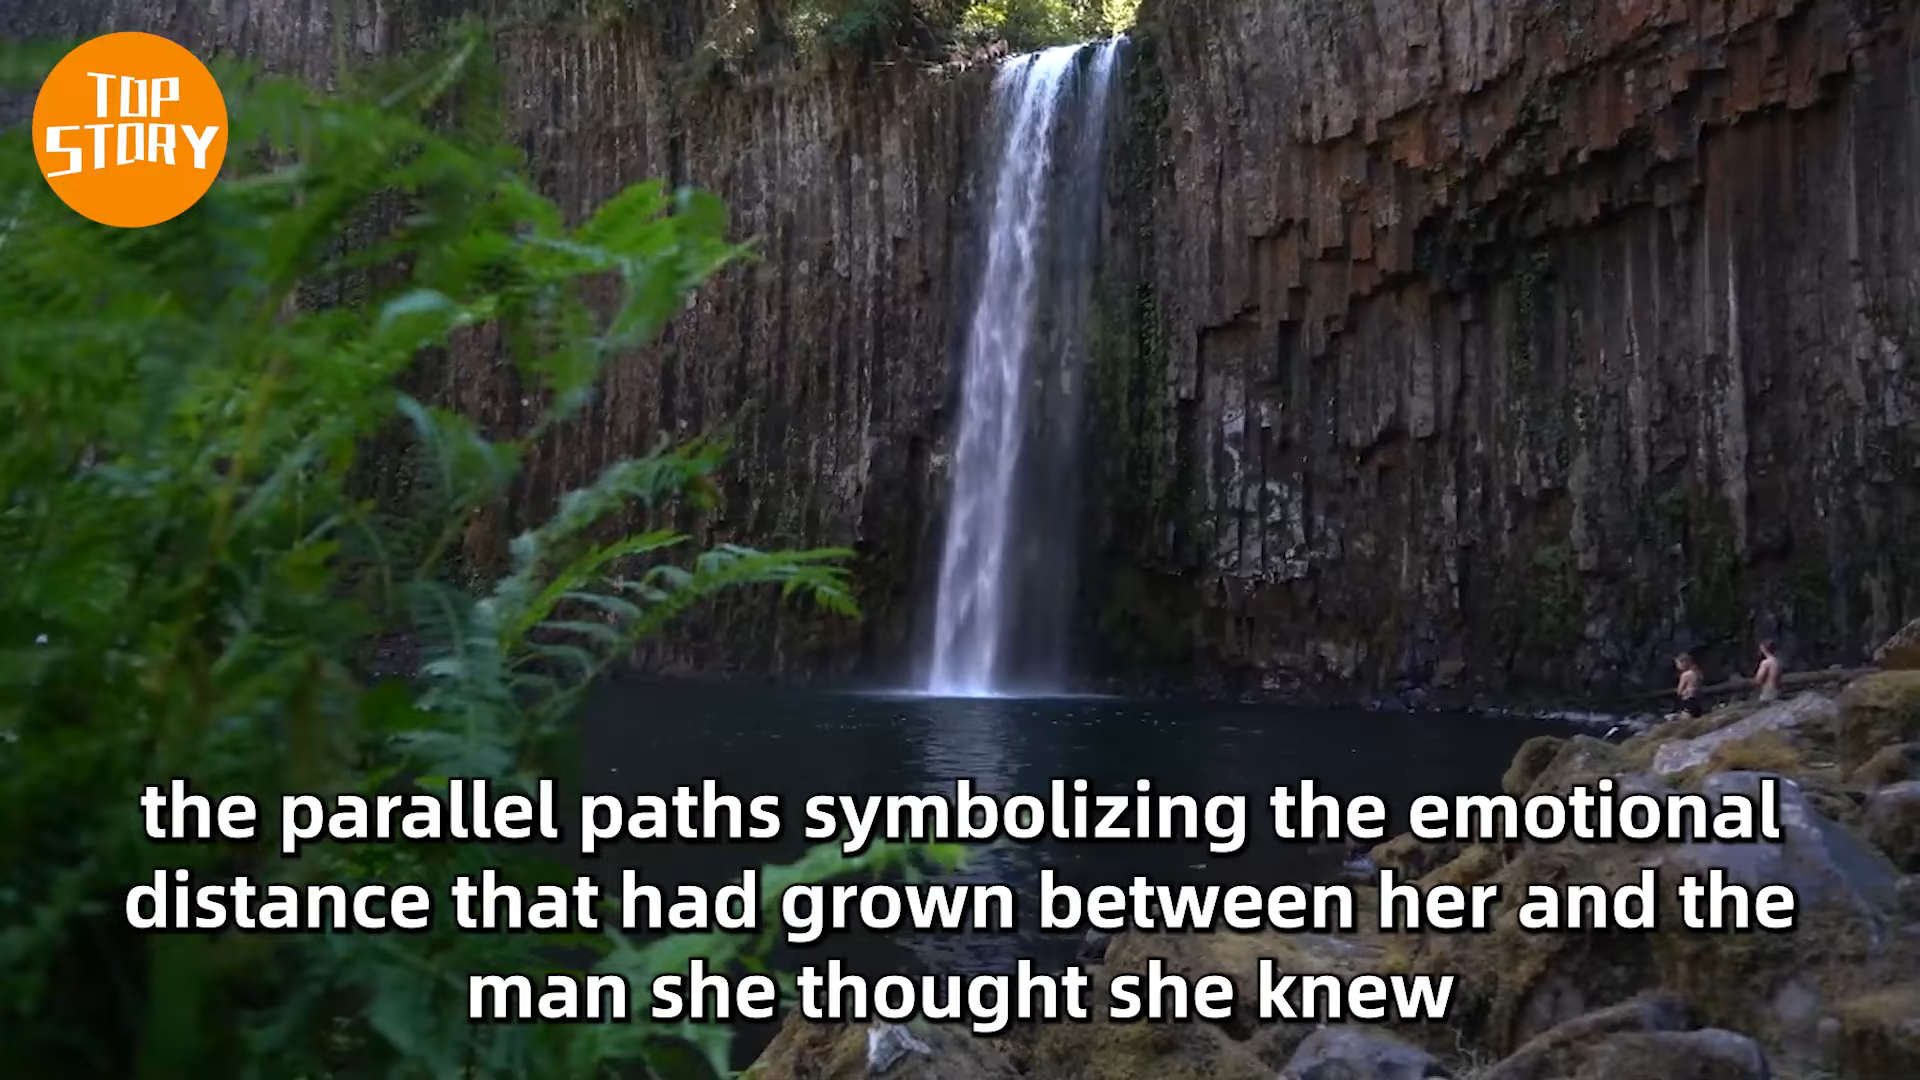 TOP
STORY
the parallel paths symbolizing the emotional
distance that had grown between her and the
man she thought she knew